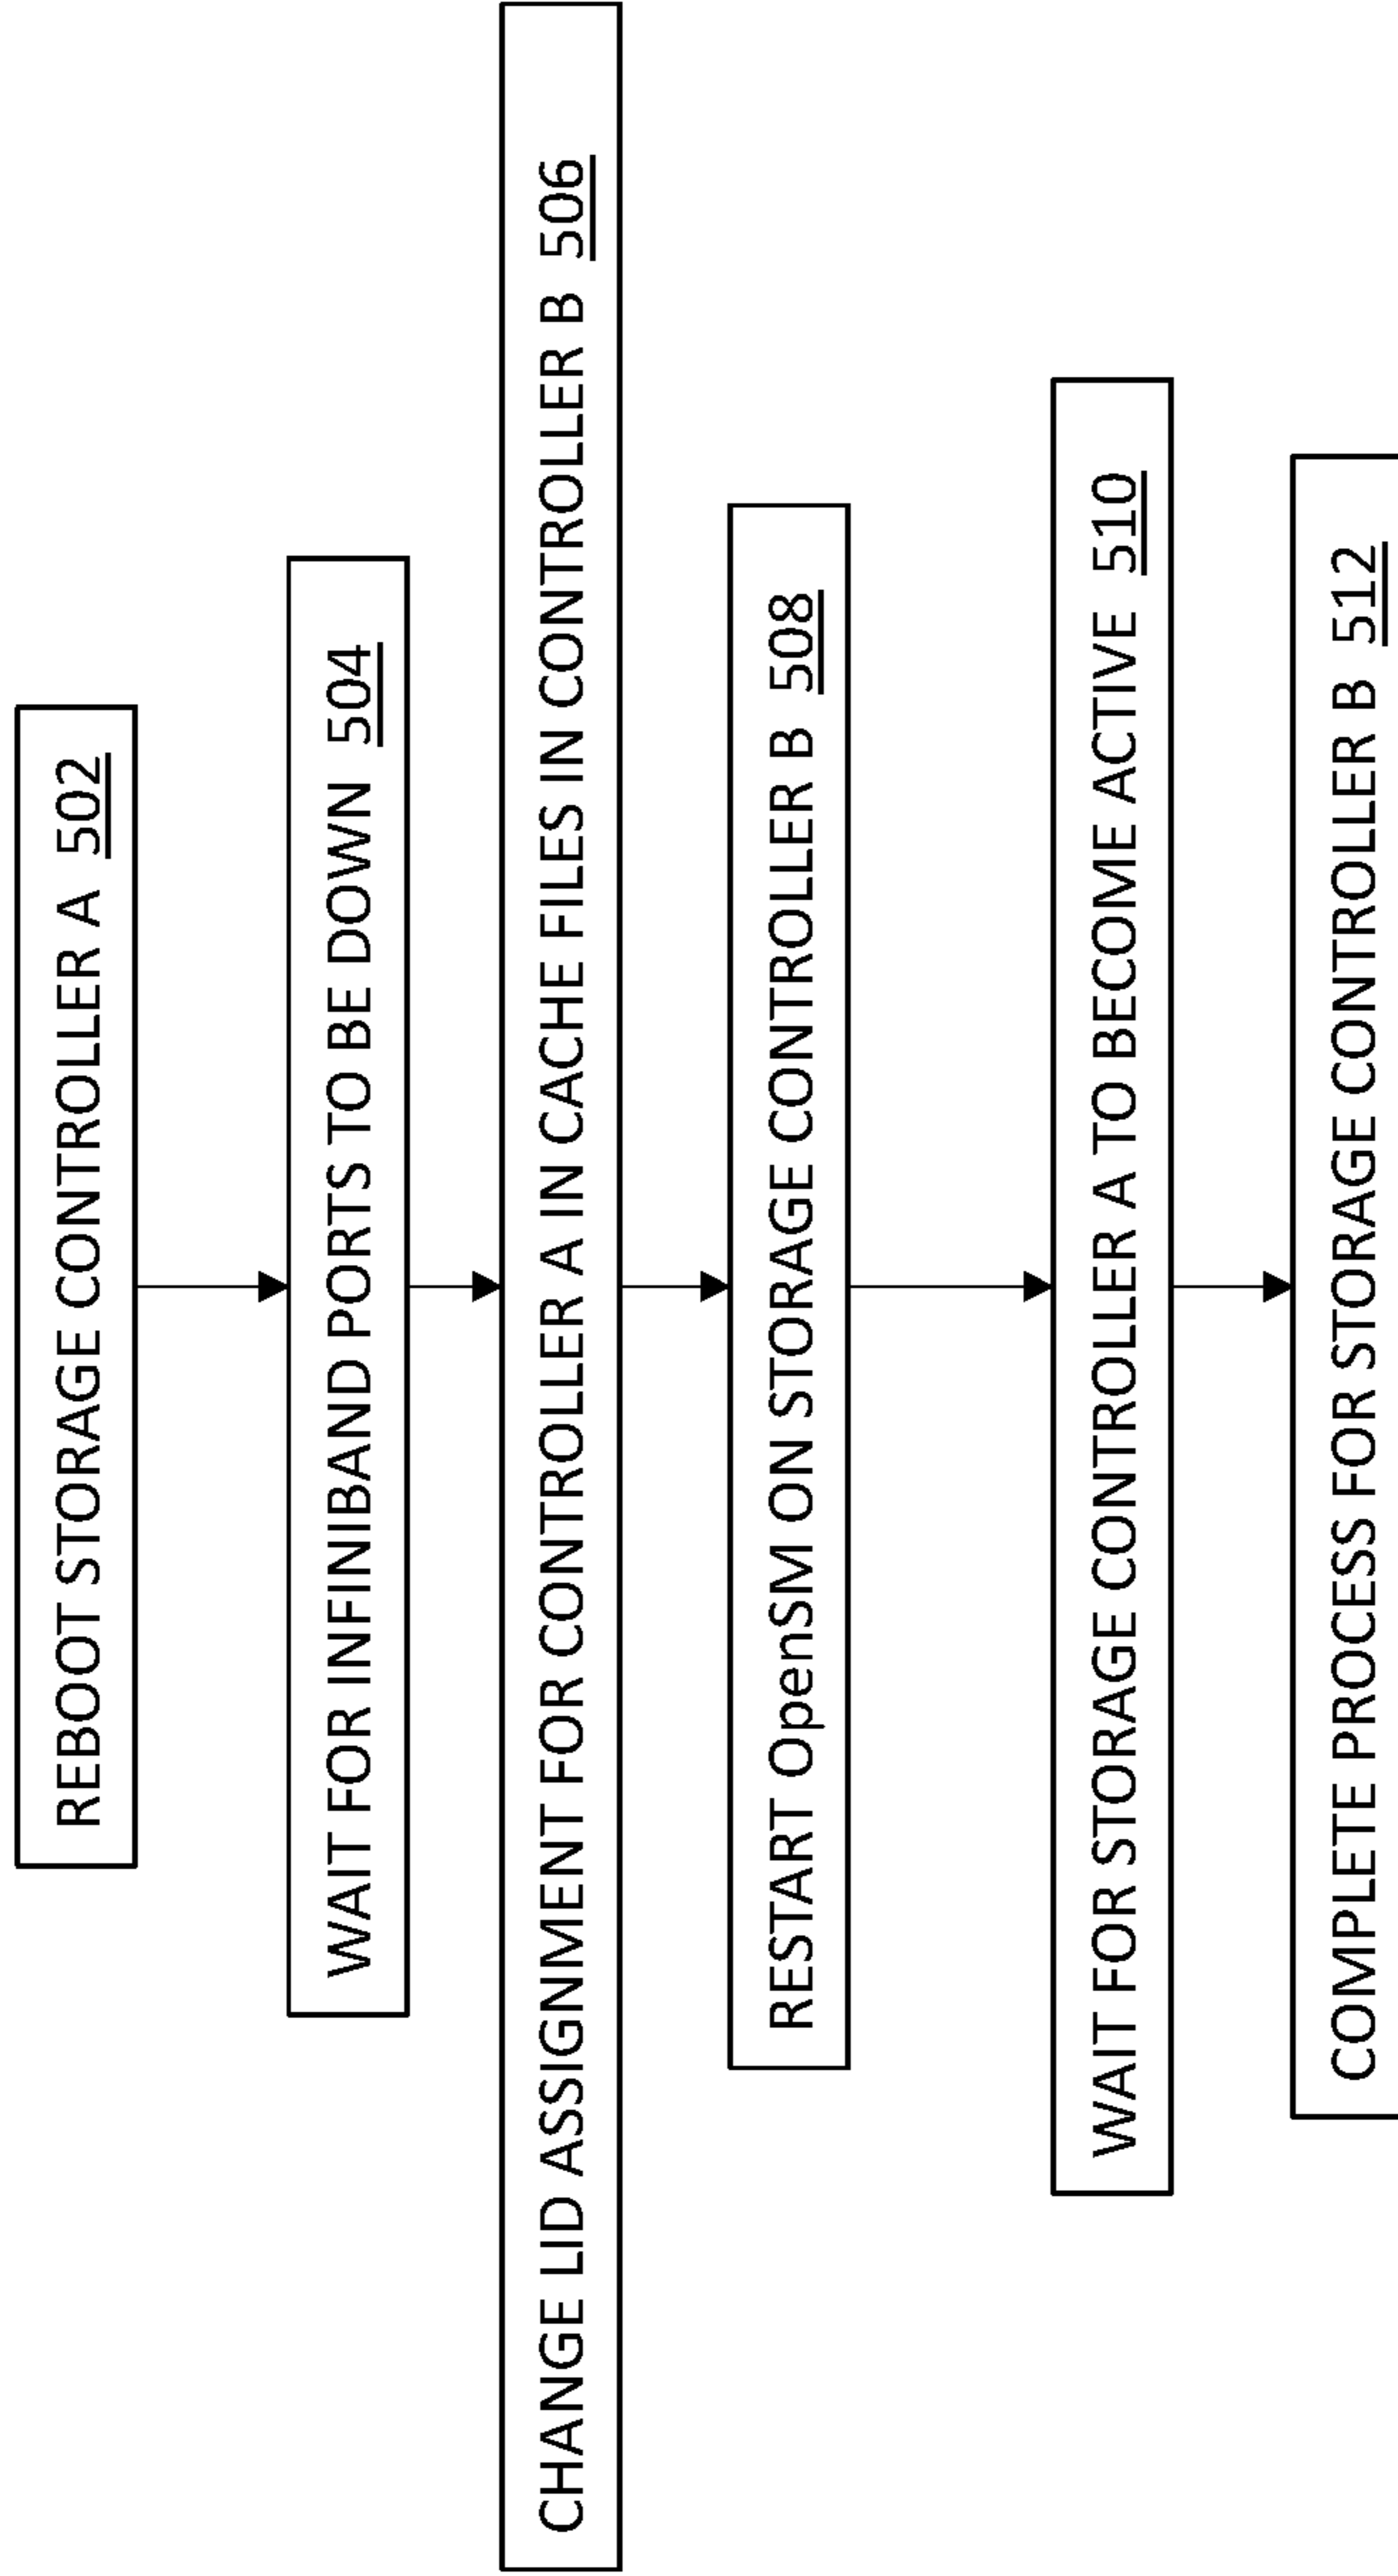 REBOOT STORAGE CONTROLLER A 502
WAIT FOR INFINIBAND PORTS TO BE DOWN 504
CHANGE LID ASSIGNMENT FOR CONTROLLER A IN CACHE FILES IN CONTROLLER B 506
RESTART OpenSM ON STORAGE CONTROLLER B 508
WAIT FOR STORAGE CONTROLLER A TO BECOME ACTIVE 510
COMPLETE PROCESS FOR STORAGE CONTROLLER B 512